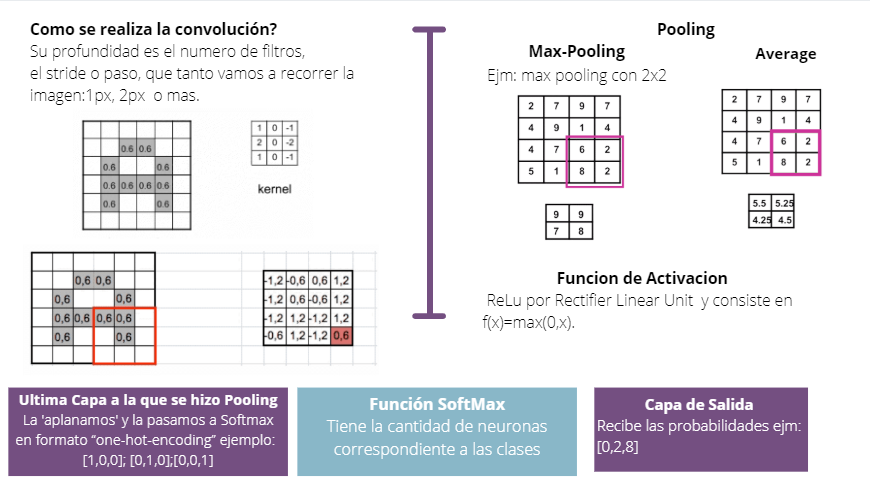 Como se realiza la convolución?
Su profundidad es el numero de filtros,
el stride o paso, que tanto vamos a recorrer la
imagen:1px, 2px o mas.
0.6 0.6
0.6 0.6
0.6 0.6 0.6 0.6
0.6 0.6
1 0 -1
2 0 -2
1 0 -1
kernel
0,6 0,6
0,6 0,6
0,6 0,6 0,6 0,6
0,6 0,6
-1,2 -0,6 0,6 1,2
-1,2 0,6 -0,6 1,2
-1,2 1,2 -1,2 1,2
-0,6 1,2 -1,2 0,6
Pooling
Max-Pooling
Ejm: max pooling con 2x2
2 7 9 7
4 9 1 4
4 7 6 2
5 1 8 2
9 9
7 8
Average
2 7 9 7
4 9 1 4
4 7 6 2
5 1 8 2
5.5 5.25
4.25 4.5
Funcion de Activacion
ReLu por Rectifier Linear Unit y consiste en
f(x)=max(0,x).
Ultima Capa a la que se hizo Pooling
La 'aplanamos' y la pasamos a Softmax
en formato “one-hot-encoding” ejemplo:
[1,0,0]; [0,1,0];[0,0,1]
Función SoftMax
Tiene la cantidad de neuronas
correspondiente a las clases
Capa de Salida
Recibe las probabilidades ejm:
[0,2,8]